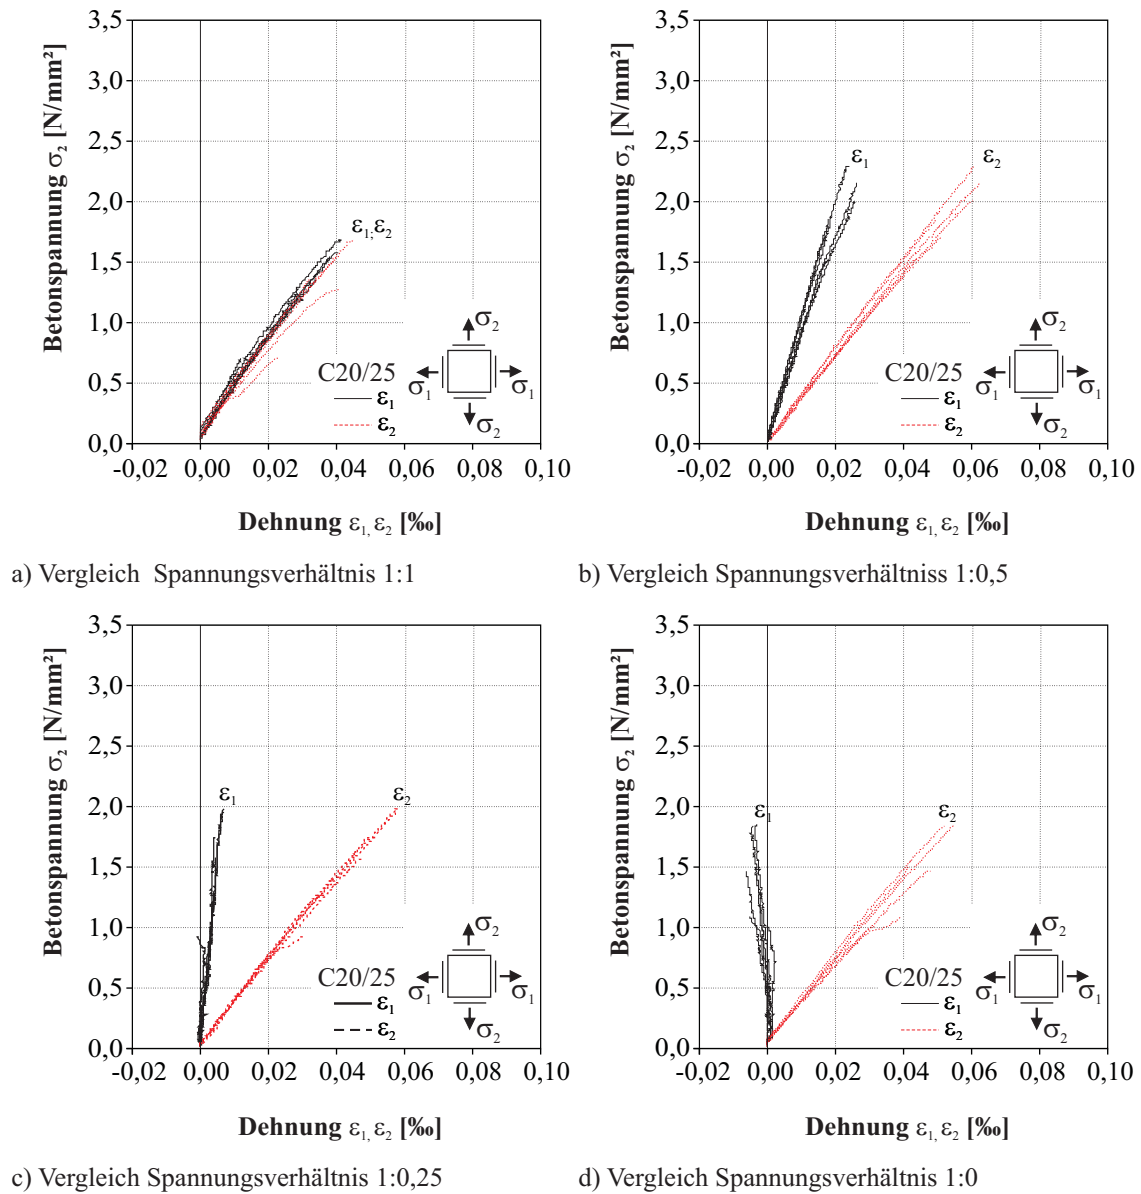 3,5
3,0
2,5
2,0
1,5
1,0
0,5
0,0
-0,02 0,00 0,02 0,04 0,06 0,08 0,10
Betonspannung σ₂ [N/mm²]
Dehnung ε₁, ε₂ [‰]
ε₁; ε₂
C20/25
ε₁
ε₂
σ₂
σ₁ σ₁
σ₂
a) Vergleich Spannungsverhältnis 1:1
3,5
3,0
2,5
2,0
1,5
1,0
0,5
0,0
-0,02 0,00 0,02 0,04 0,06 0,08 0,10
Betonspannung σ₂ [N/mm²]
Dehnung ε₁, ε₂ [‰]
ε₁ ε₂
C20/25
ε₁
ε₂
σ₂
σ₁ σ₁
σ₂
b) Vergleich Spannungsverhältniss 1:0,5
3,5
3,0
2,5
2,0
1,5
1,0
0,5
0,0
-0,02 0,00 0,02 0,04 0,06 0,08 0,10
Betonspannung σ₂ [N/mm²]
Dehnung ε₁, ε₂ [‰]
ε₁ ε₂
C20/25
ε₁
ε₂
σ₂
σ₁ σ₁
σ₂
c) Vergleich Spannungsverhältnis 1:0,25
3,5
3,0
2,5
2,0
1,5
1,0
0,5
0,0
-0,02 0,00 0,02 0,04 0,06 0,08 0,10
Betonspannung σ₂ [N/mm²]
Dehnung ε₁, ε₂ [‰]
ε₁ ε₂
C20/25
ε₁
ε₂
σ₂
σ₁ σ₁
σ₂
d) Vergleich Spannungsverhältnis 1:0